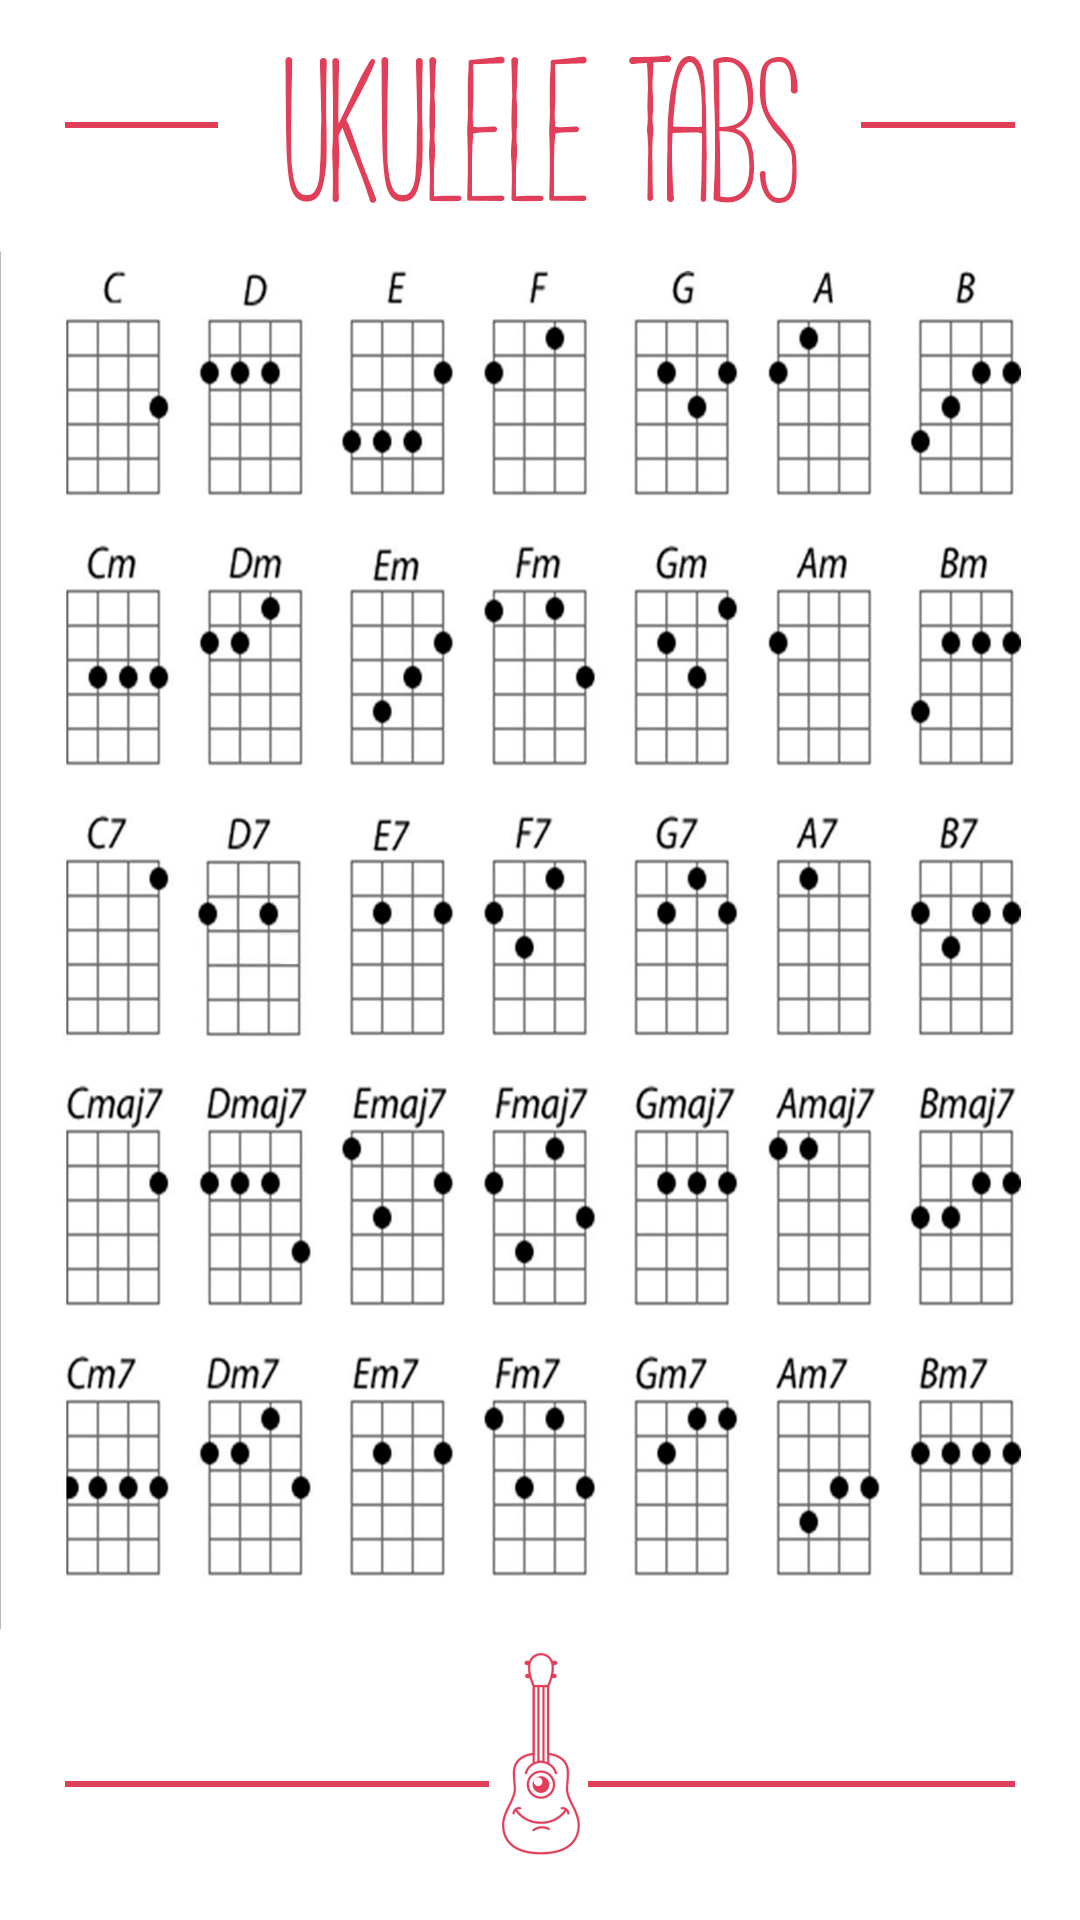 UKULELE TABS
C D E F G A B
Cm Dm Em Fm Gm Am Bm
C7 D7 E7 F7 G7 A7 B7
Cmaj7 Dmaj7 Emaj7 Fmaj7 Gmaj7 Amaj7 Bmaj7
Cm7 Dm7 Em7 Fm7 Gm7 Am7 Bm7